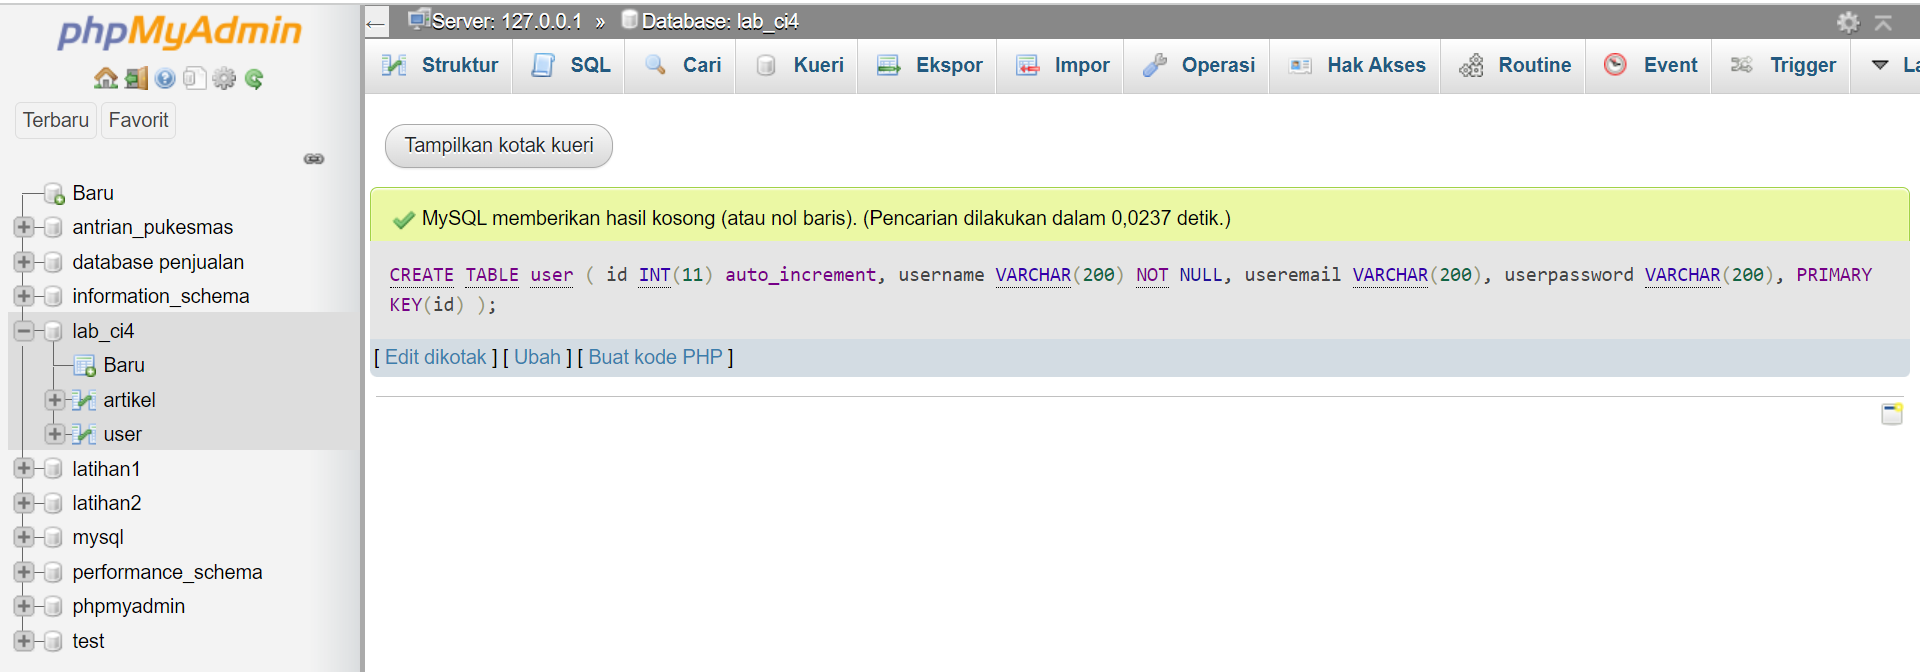 phpMyAdmin
Terbaru Favorit
Baru
antrian_pukesmas
database penjualan
information_schema
lab_ci4
Baru
artikel
user
latihan1
latihan2
mysql
performance_schema
phpmyadmin
test
Server: 127.0.0.1 » Database: lab_ci4
Struktur SQL Cari Kueri Ekspor Impor Operasi Hak Akses Routine Event Trigger
Tampilkan kotak kueri
MySQL memberikan hasil kosong (atau nol baris). (Pencarian dilakukan dalam 0,0237 detik.)
CREATE TABLE user ( id INT(11) auto_increment, username VARCHAR(200) NOT NULL, useremail VARCHAR(200), userpassword VARCHAR(200), PRIMARY
KEY(id) );
[ Edit dikotak ] [ Ubah ] [ Buat kode PHP ]